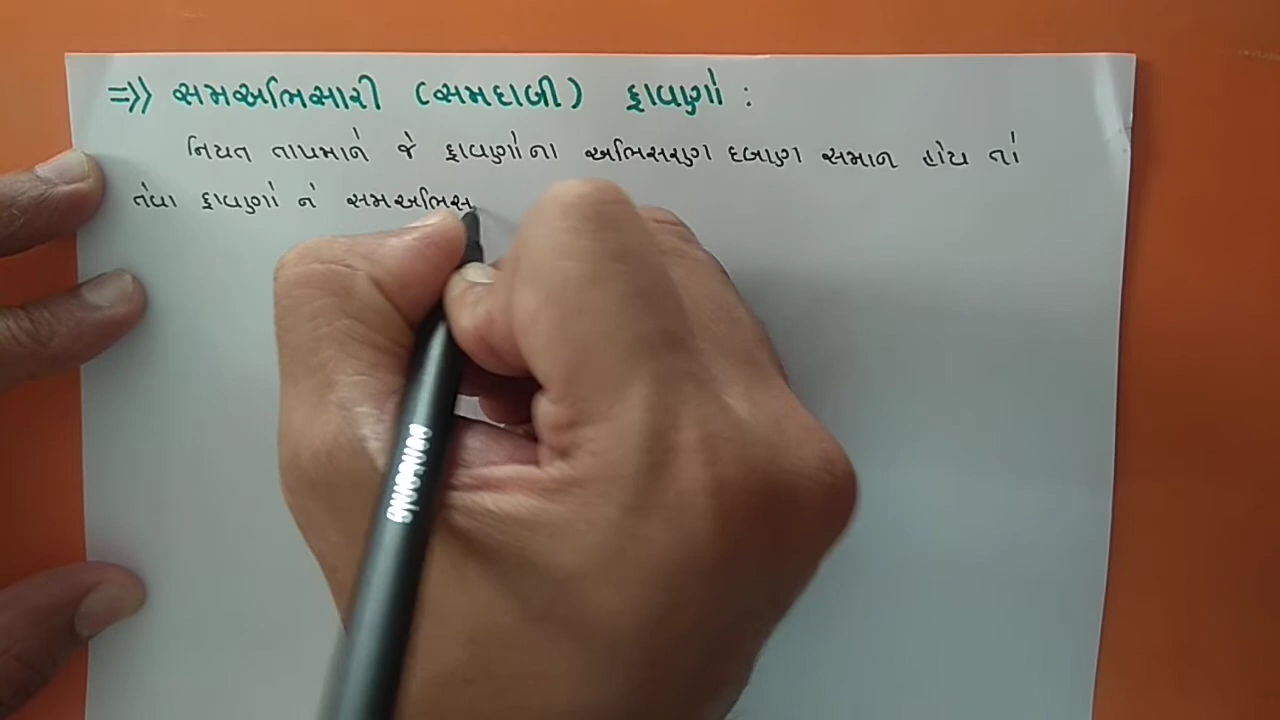 =>> સમઅભિસારી (સમદાબી) દ્રાવણો :
નિયત તાપમાને જે દ્રાવણોના અભિસરણ દબાણ સમાન હોય તો
તેવા દ્રાવણો ને સમઅભિસ